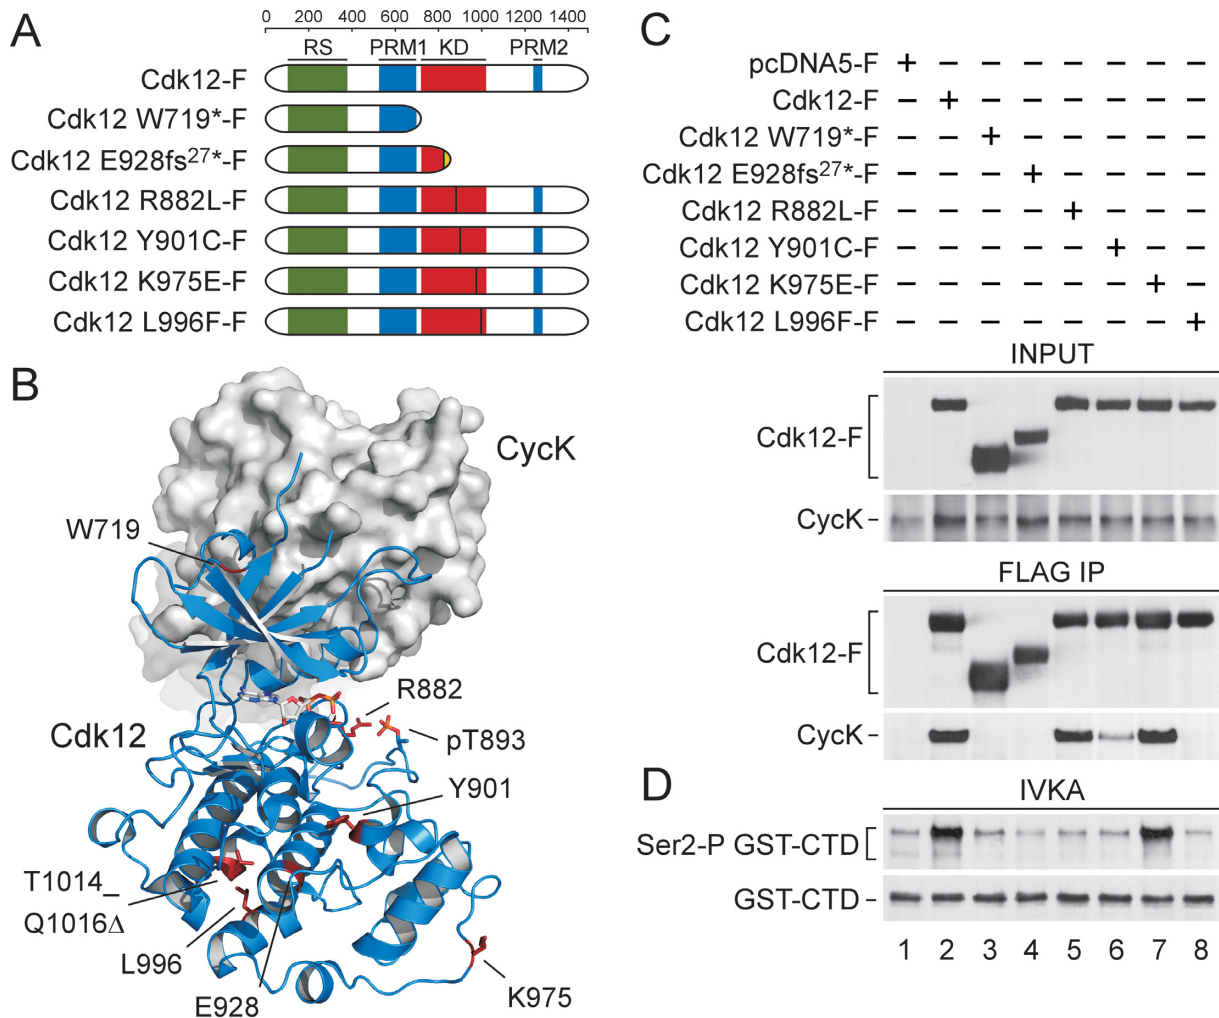 A
0 200 400 600 800 1000 1200 1400
RS PRM1 KD PRM2
Cdk12-F
Cdk12 W719*-F
Cdk12 E928fs27*-F
Cdk12 R882L-F
Cdk12 Y901C-F
Cdk12 K975E-F
Cdk12 L996F-F
B
CycK
W719
Cdk12
R882
pT893
Y901
T1014_
Q1016Δ
L996
E928
K975
C
pcDNA5-F + – – – – – – –
Cdk12-F – + – – – – – –
Cdk12 W719*-F – – + – – – – –
Cdk12 E928fs27*-F – – – + – – – –
Cdk12 R882L-F – – – – + – – –
Cdk12 Y901C-F – – – – – + – –
Cdk12 K975E-F – – – – – – + –
Cdk12 L996F-F – – – – – – – +
INPUT
Cdk12-F
CycK
FLAG IP
Cdk12-F
CycK
D
IVKA
Ser2-P GST-CTD
GST-CTD
1 2 3 4 5 6 7 8